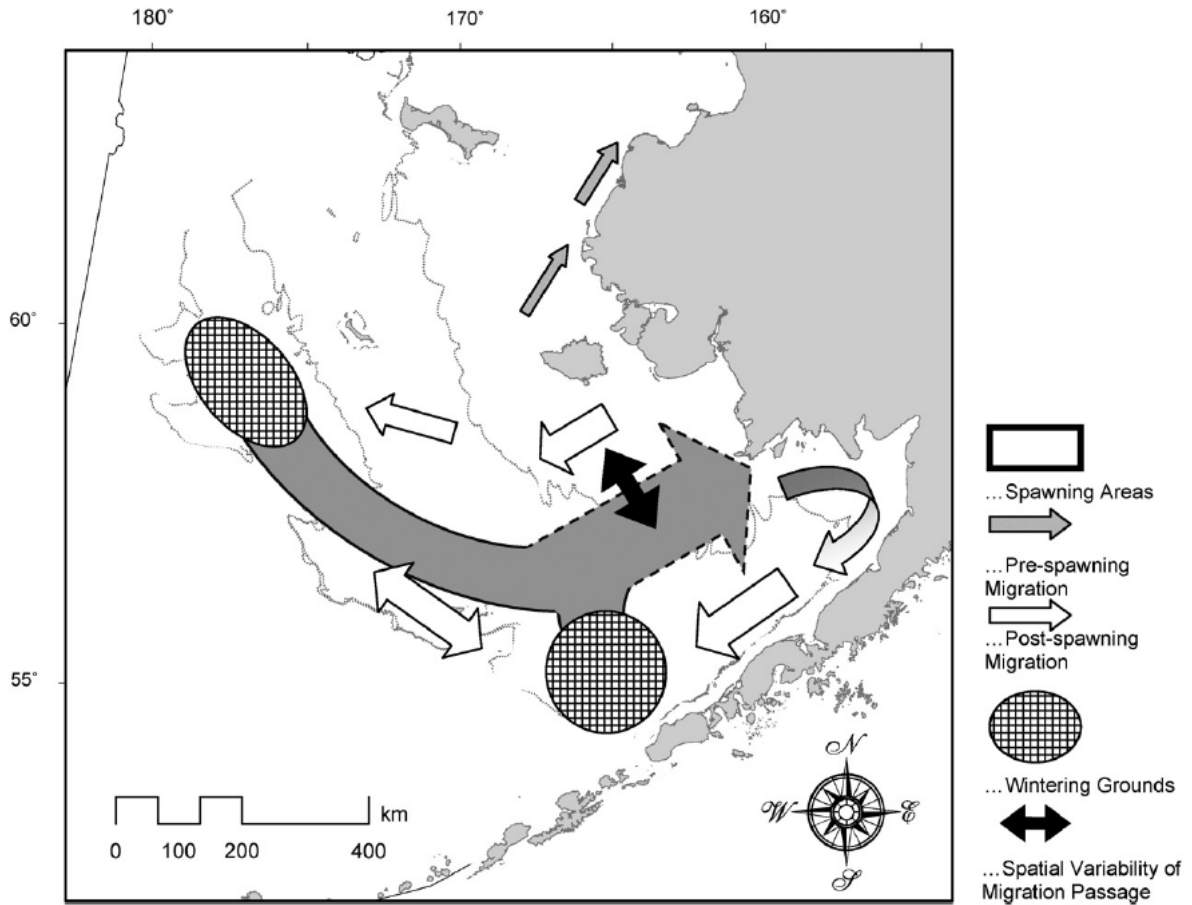 180°
170°
160°
60°
55°
N
W
E
S
km
0
100
200
400
...Spawning Areas
...Pre-spawning
Migration
...Post-spawning
Migration
...Wintering Grounds
...Spatial Variability of
Migration Passage